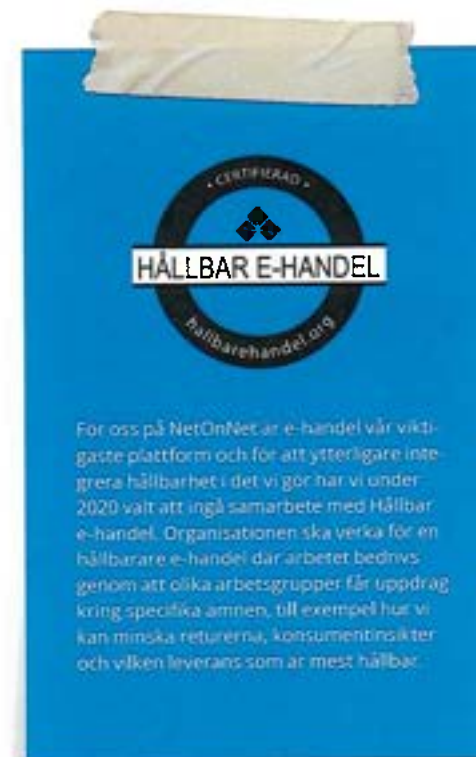 • CERTIFIERAD •
HÅLLBAR E-HANDEL
hallbarehandel.org
För oss på NetOnNet är e-handel vår vikti-
gaste plattform och för att ytterligare inte-
grera hållbarhet i det vi gör har vi under
2020 valt att ingå samarbete med Hållbar
e-handel. Organisationen ska verka för en
hållbarare e-handel där arbetet bedrivs
genom att olika arbetsgrupper får uppdrag
kring specifika ämnen, till exempel hur vi
kan minska returerna, konsumentinsikter
och vilken leverans som är mest hållbar.